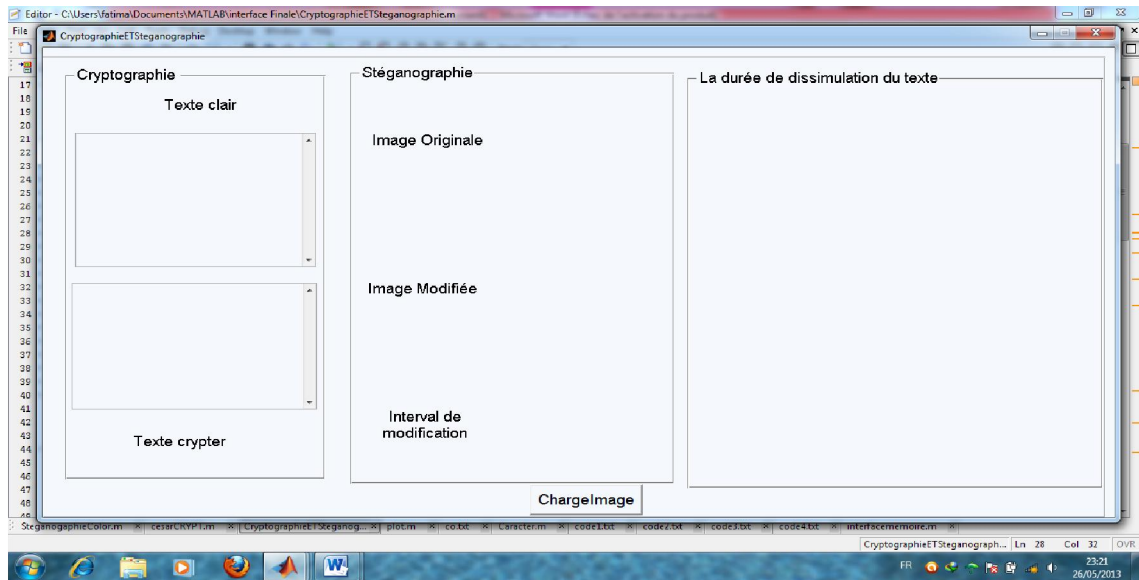 Editor - C:\Users\fatima\Documents\MATLAB\interface Finale\CryptographieETSteganographie.m
File
CryptographieETSteganographie
Cryptographie
Texte clair
Texte crypter
Stéganographie
Image Originale
Image Modifiée
Interval de
modification
La durée de dissimulation du texte
ChargeImage
17
18
19
20
21
22
23
24
25
26
27
28
29
30
31
32
33
34
35
36
37
38
39
40
41
42
43
44
45
46
47
48
49
SteganogaphieColor.m × cesarCRYPT.m × CryptographieETSteganog... × plot.m × co.txt × Caracter.m × code1.txt × code2.txt × code3.txt × code4.txt × interfacememoire.m ×
CryptographieETSteganograph... Ln 28 Col 32 OVR
FR
23:21
26/05/2013